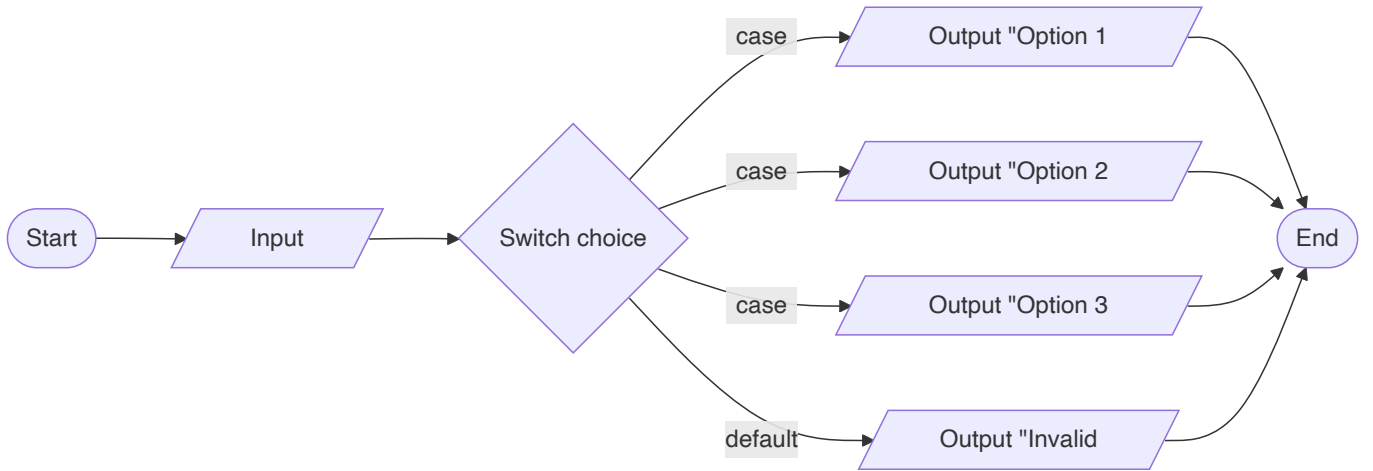 Start
Input
Switch choice
case
Output "Option 1
case
Output "Option 2
case
Output "Option 3
default
Output "Invalid
End